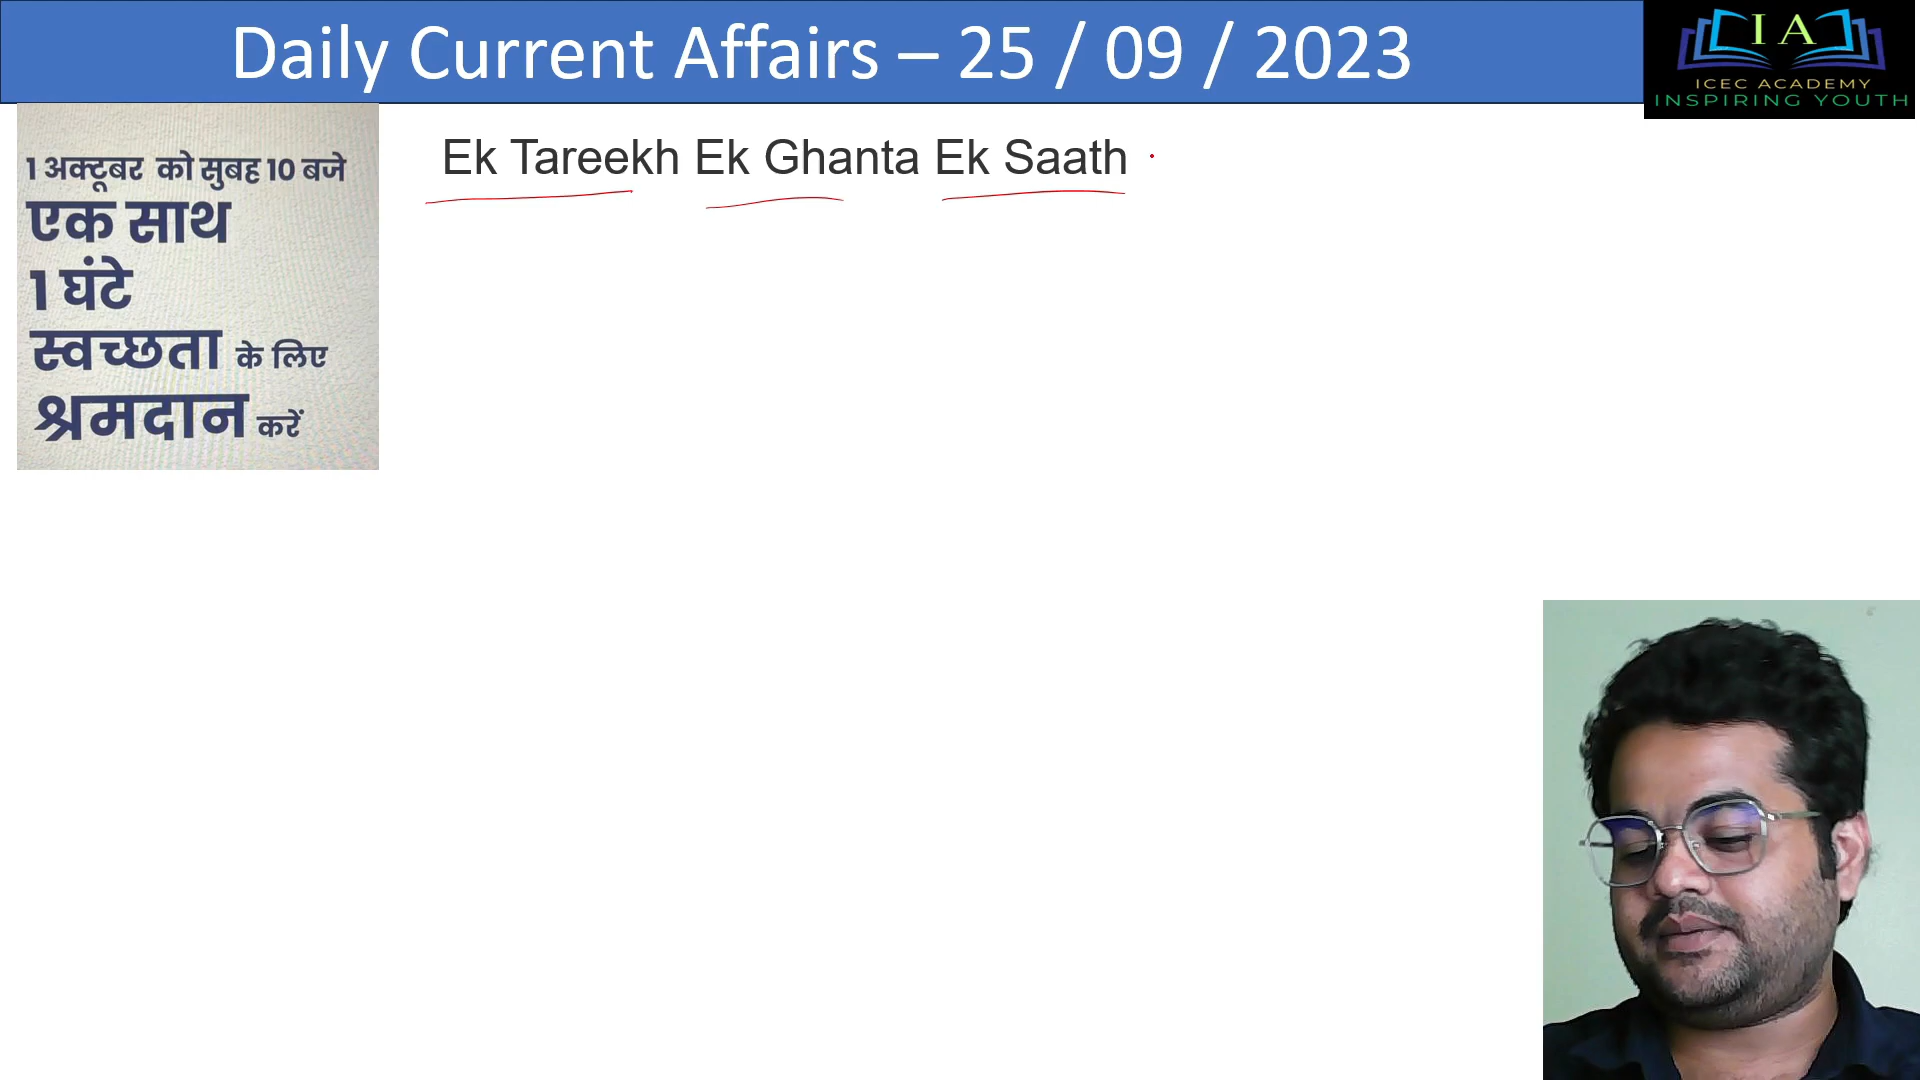 Daily Current Affairs – 25 / 09 / 2023
I A
ICEC ACADEMY
INSPIRING YOUTH
1 अक्टूबर को सुबह 10 बजे
एक साथ
1 घंटे
स्वच्छता के लिए
श्रमदान करें
Ek Tareekh Ek Ghanta Ek Saath